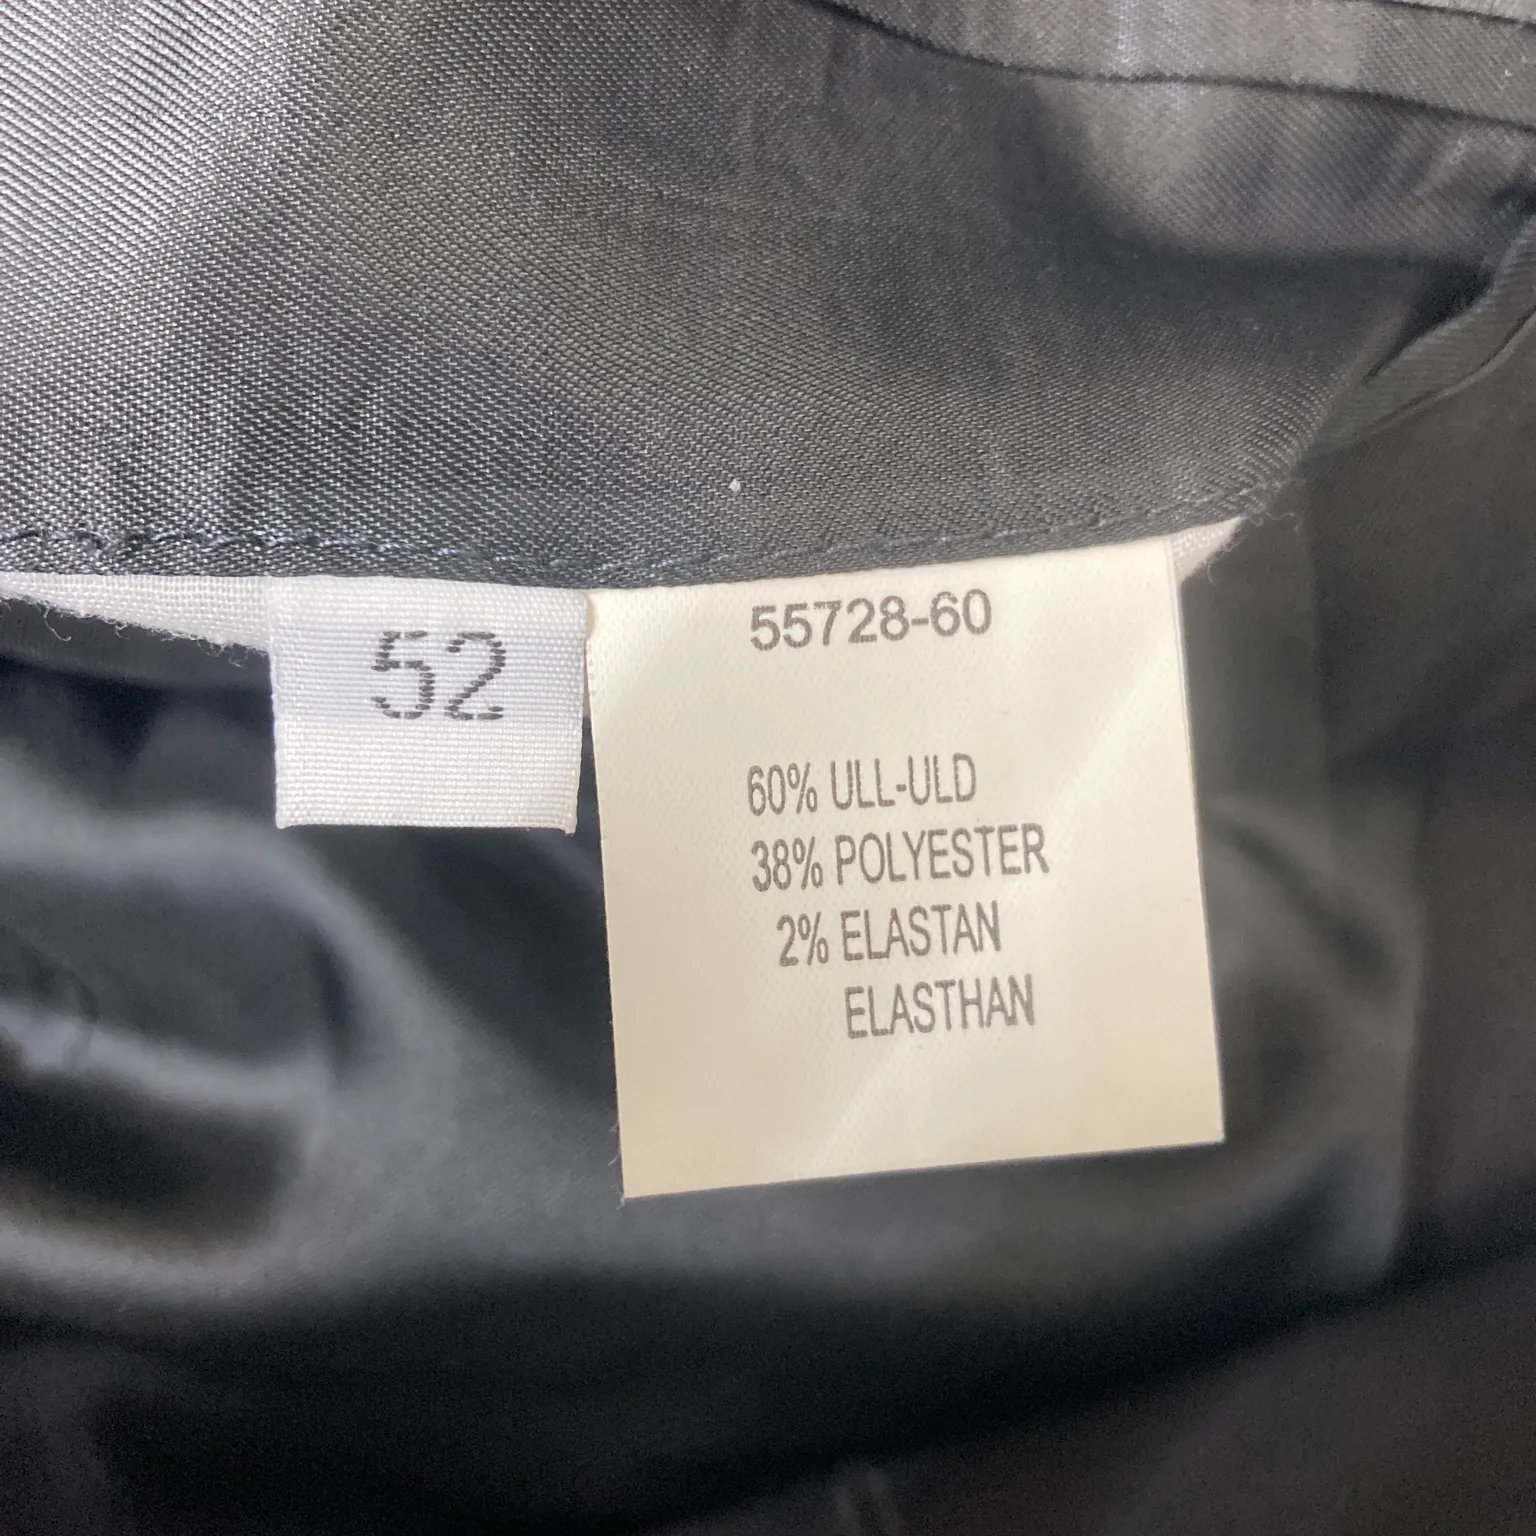 52
55728-60
60% ULL-ULD
38% POLYESTER
2% ELASTAN
ELASTHAN